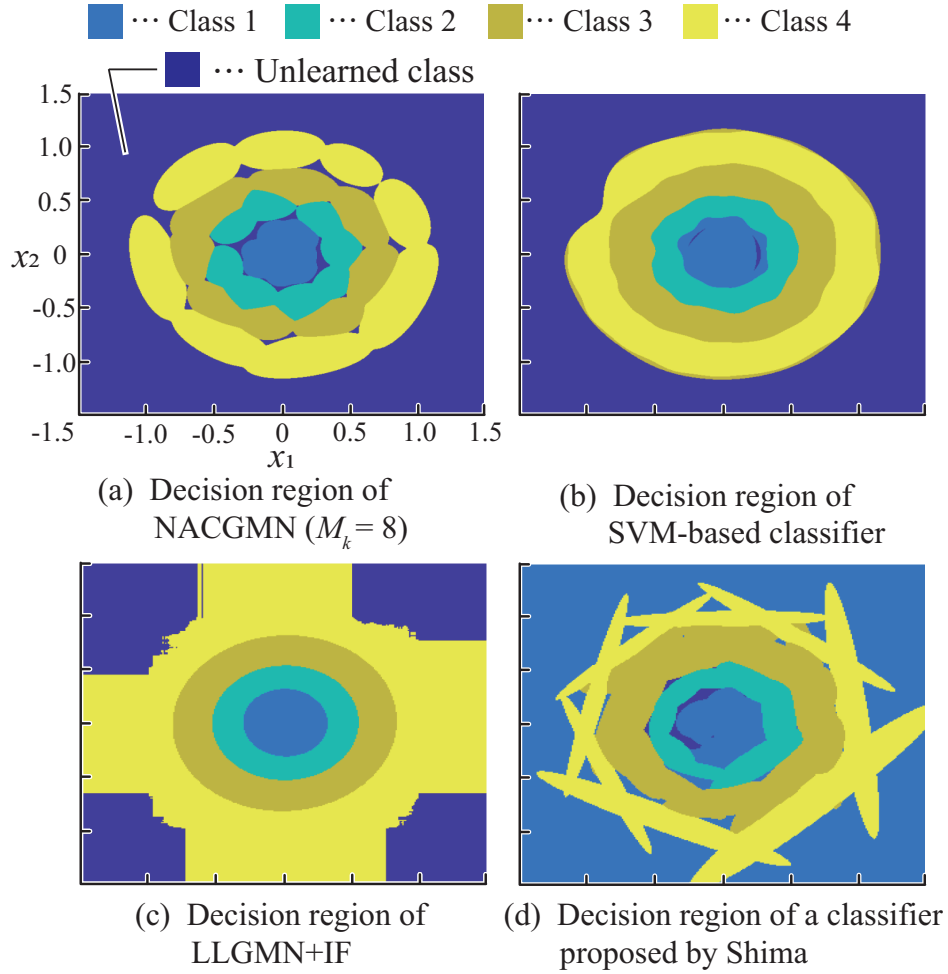 ... Class 1 ... Class 2 ... Class 3 ... Class 4
... Unlearned class
1.5
1.0
0.5
x2 0
-0.5
-1.0
-1.5 -1.0 -0.5 0 0.5 1.0 1.5
x1
(a) Decision region of
NACGMN (Mk = 8)
(b) Decision region of
SVM-based classifier
(c) Decision region of
LLGMN+IF
(d) Decision region of a classifier
proposed by Shima